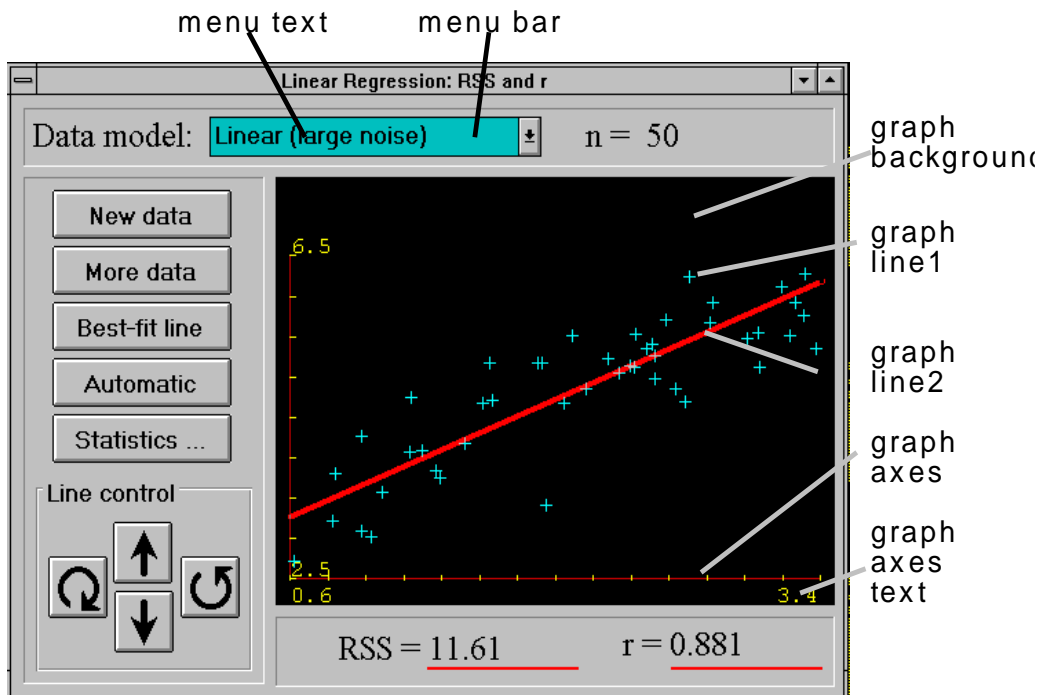 menu text
menu bar
Linear Regression: RSS and r
Data model:
Linear (large noise)
n = 50
graph
background
New data
More data
Best-fit line
Automatic
Statistics ...
Line control
6.5
2.5
0.6
3.4
graph
line1
graph
line2
graph
axes
graph
axes
text
RSS = 11.61
r = 0.881